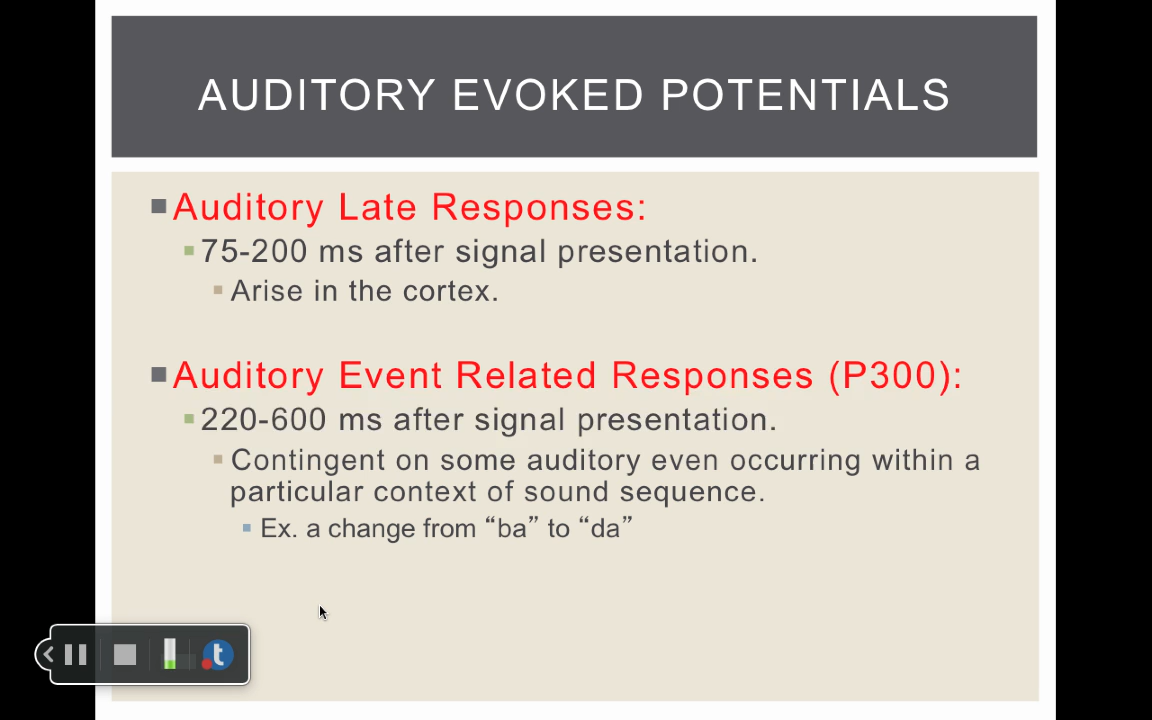 AUDITORY EVOKED POTENTIALS
Auditory Late Responses:
75-200 ms after signal presentation.
Arise in the cortex.
Auditory Event Related Responses (P300):
220-600 ms after signal presentation.
Contingent on some auditory even occurring within a
particular context of sound sequence.
Ex. a change from “ba” to “da”
t